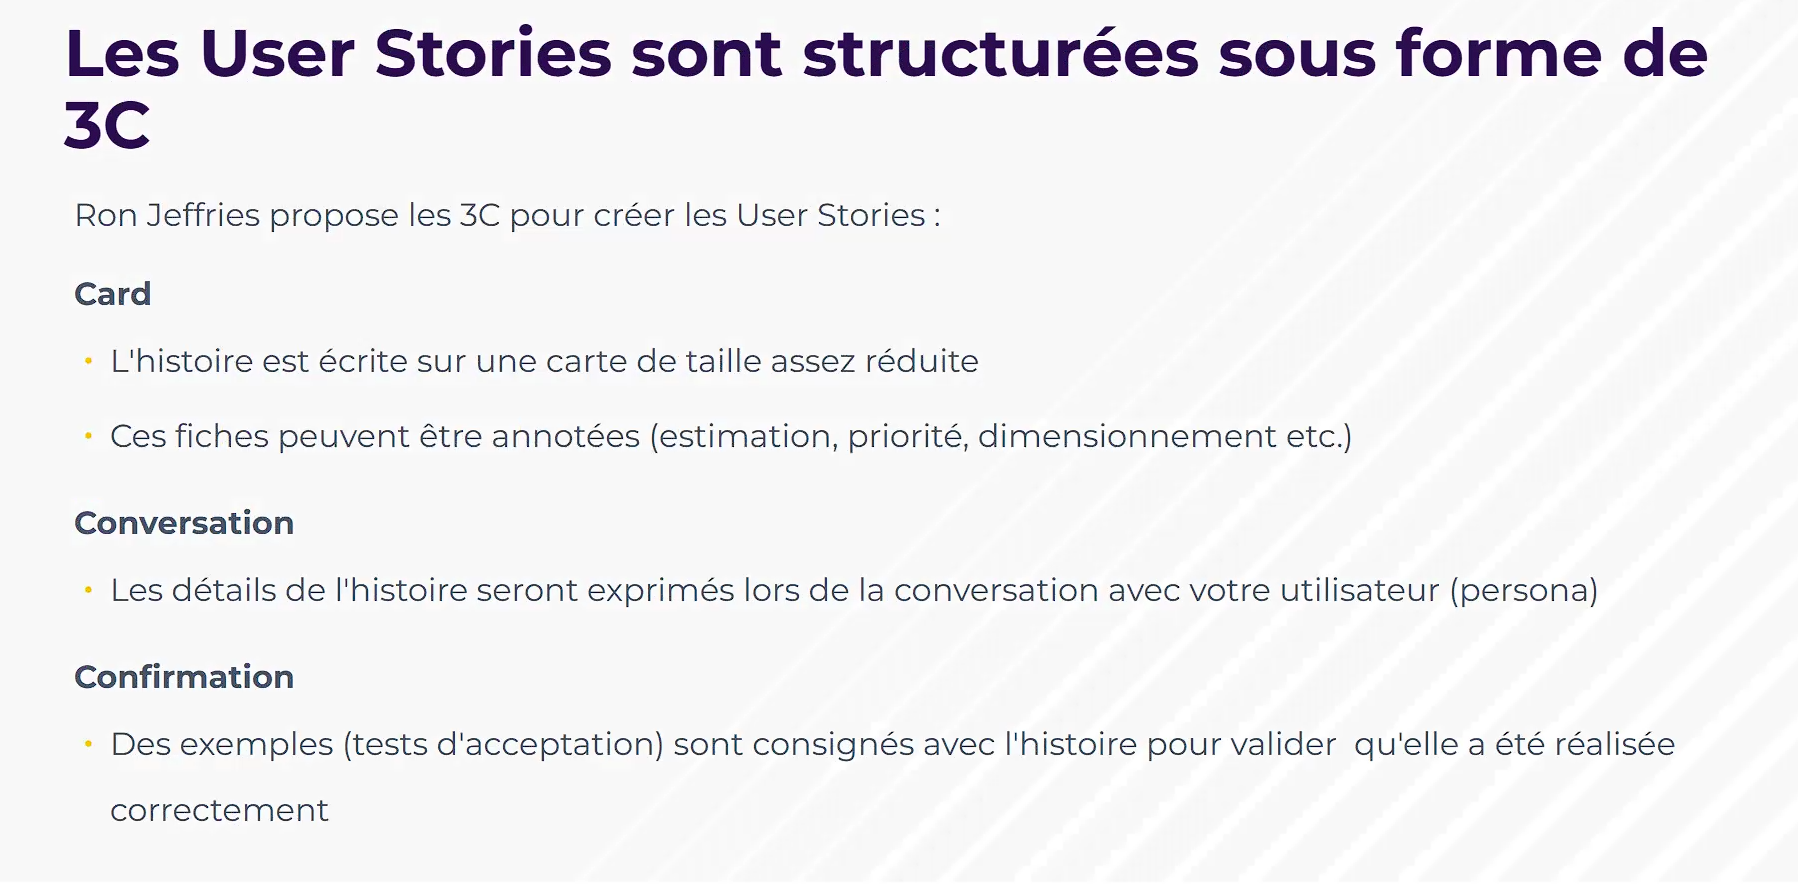 Les User Stories sont structurées sous forme de
3C
Ron Jeffries propose les 3C pour créer les User Stories :
Card
• L'histoire est écrite sur une carte de taille assez réduite
• Ces fiches peuvent être annotées (estimation, priorité, dimensionnement etc.)
Conversation
• Les détails de l'histoire seront exprimés lors de la conversation avec votre utilisateur (persona)
Confirmation
• Des exemples (tests d'acceptation) sont consignés avec l'histoire pour valider  qu'elle a été réalisée
correctement